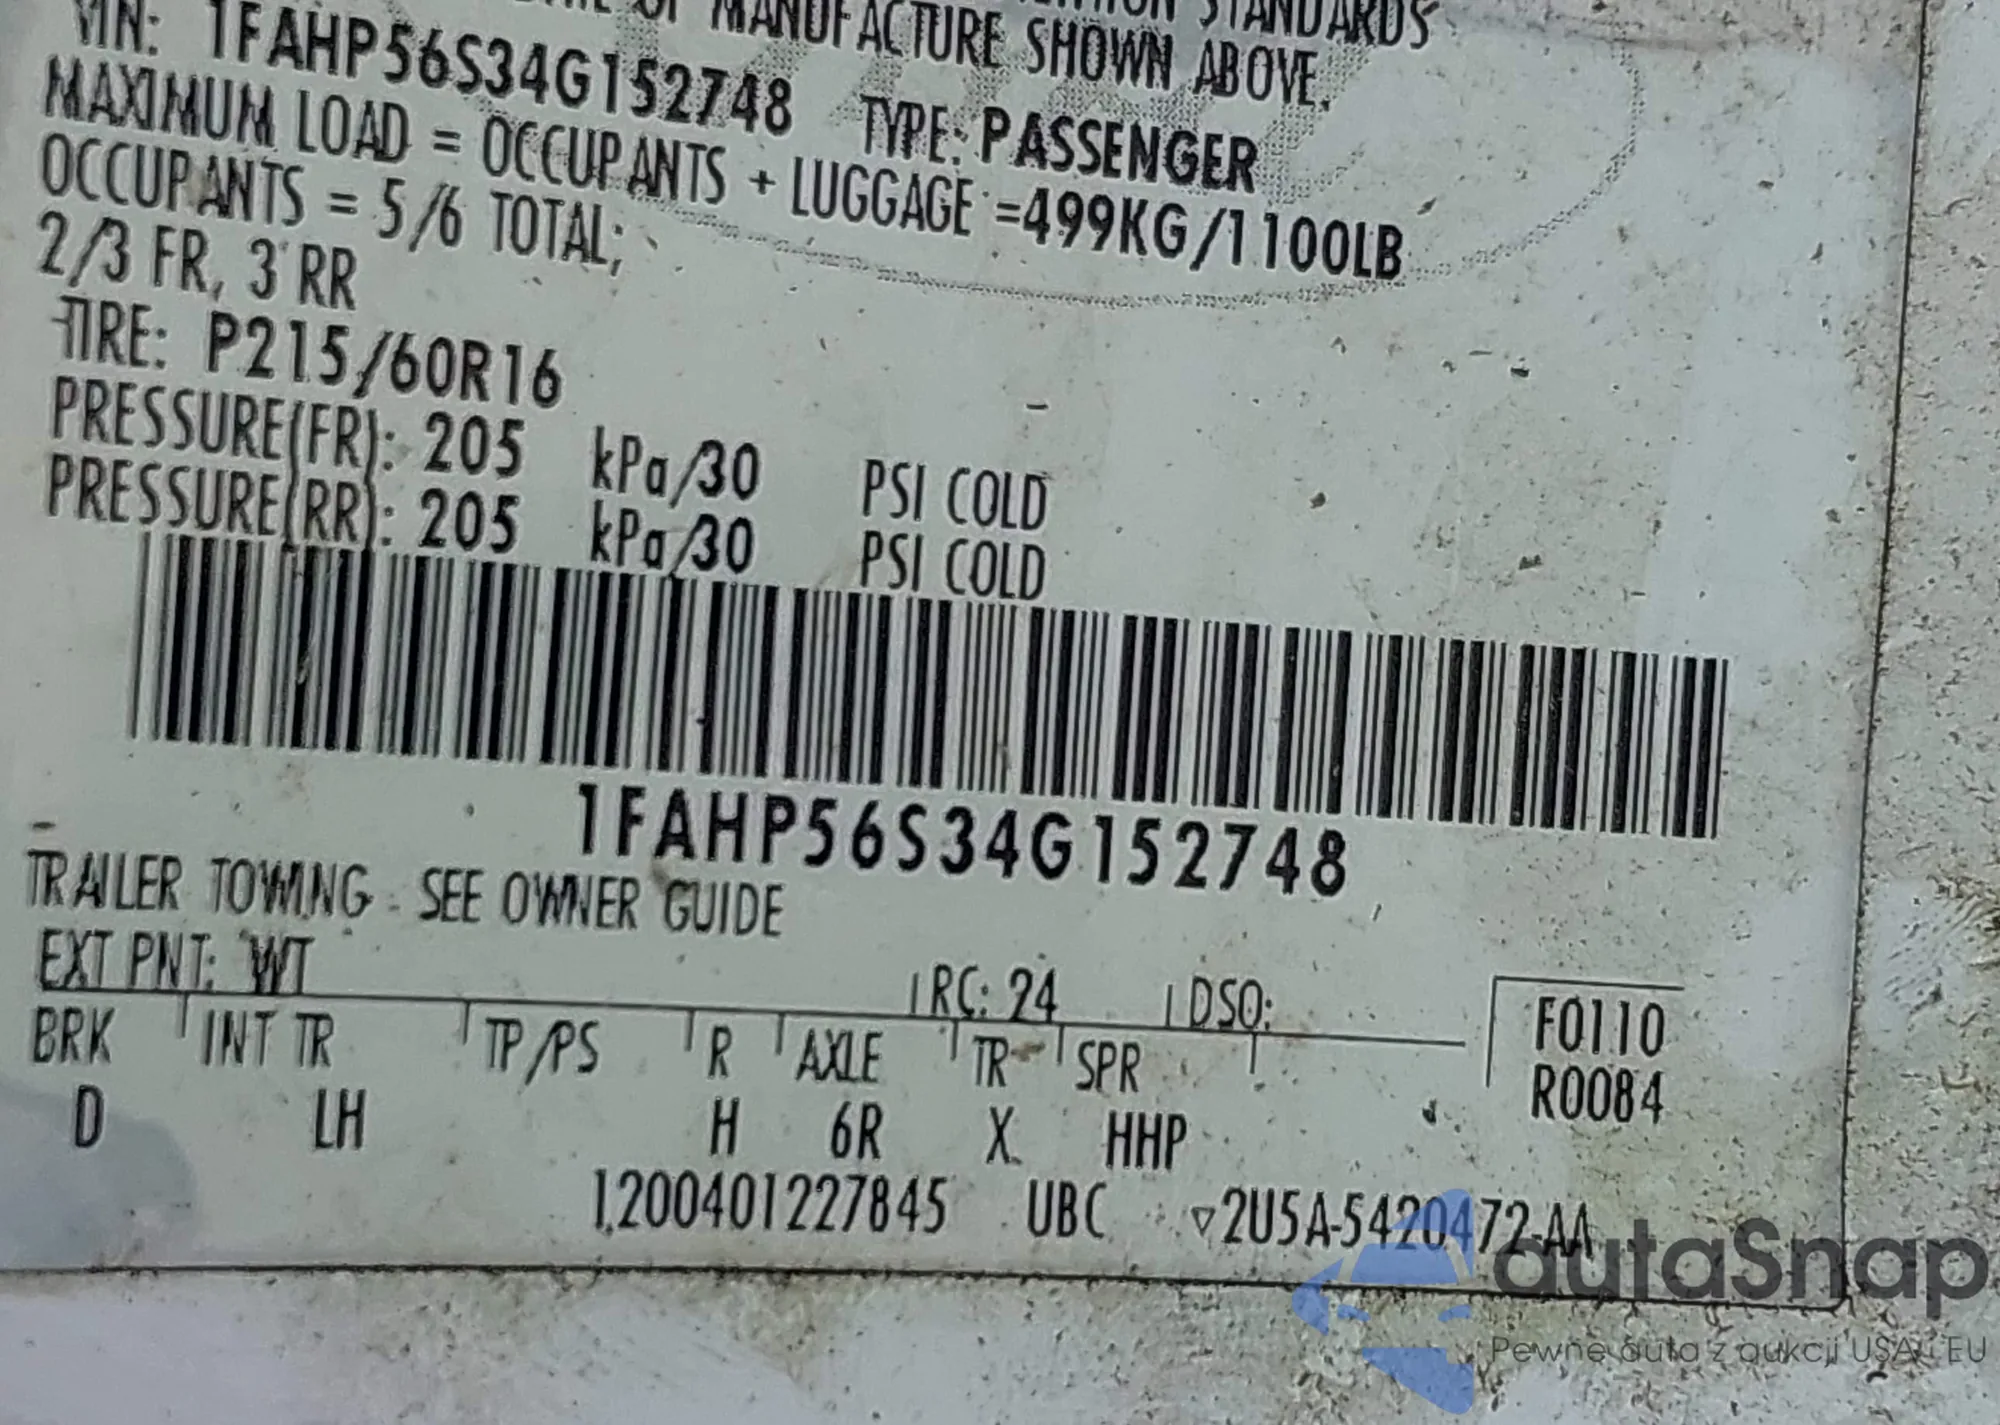 OF MANUFACTURE SHOWN ABOVE.
STANDARDS
VIN: 1FAHP56S34G152748 TYPE: PASSENGER
MAXIMUM LOAD = OCCUPANTS + LUGGAGE =499KG/1100LB
OCCUPANTS = 5/6 TOTAL;
2/3 FR, 3 RR
TIRE: P215/60R16
PRESSURE(FR): 205 kPa/30 PSI COLD
PRESSURE(RR): 205 kPa/30 PSI COLD
1FAHP56S34G152748
TRAILER TOWING - SEE OWNER GUIDE
EXT PNT: WT RC: 24 DSO:
BRK INT TR TP/PS R AXLE TR SPR
D LH H 6R X HHP
F0110
R0084
1.200401227845 UBC ▽2U5A-5420472-AA
autaSnap
Pewne auta z aukcji USA i EU